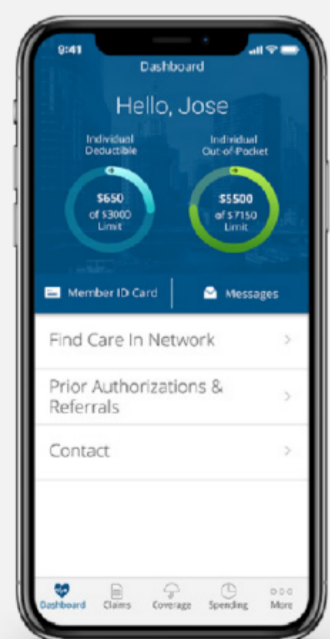 9:41
Dashboard
Hello, Jose
Individual
Deductible
Individual
Out-of-Pocket
$650
of $3000
Limit
$5500
of $7150
Limit
Member ID Card
Messages
Find Care In Network
Prior Authorizations &
Referrals
Contact
Dashboard Claims Coverage Spending More